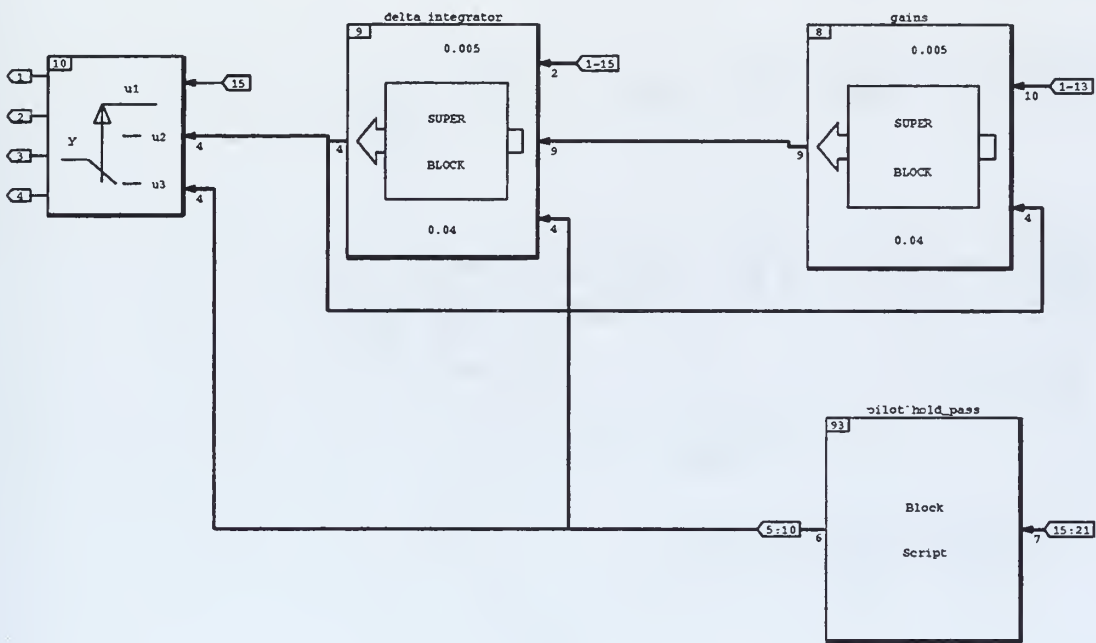 delta integrator
gains
10
9
8
0.005
0.005
1
2
3
4
u1
u2
u3
Y
15
4
4
4
SUPER
BLOCK
2
1-15
9
4
0.04
9
SUPER
BLOCK
10
1-13
4
0.04
pilot hold_pass
93
Block
Script
5:10
6
7
15:21